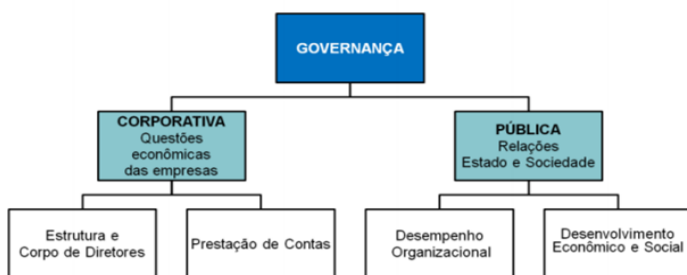 GOVERNANÇA
CORPORATIVA
Questões
econômicas
das empresas
PÚBLICA
Relações
Estado e Sociedade
Estrutura e
Corpo de Diretores
Prestação de Contas
Desempenho
Organizacional
Desenvolvimento
Econômico e Social